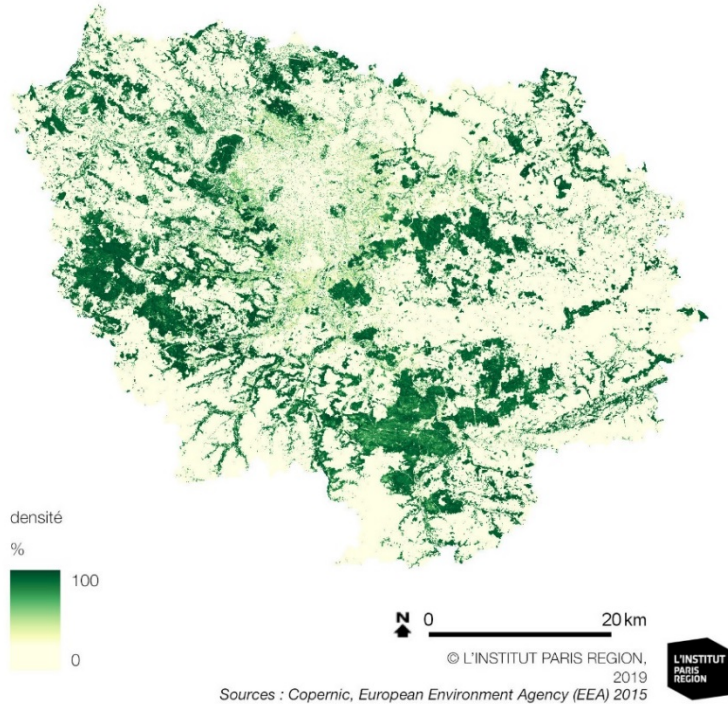 densité
%
100
0
N 0 20 km
© L'INSTITUT PARIS REGION,
2019
Sources : Copernic, European Environment Agency (EEA) 2015
L'INSTITUT
PARIS
REGION